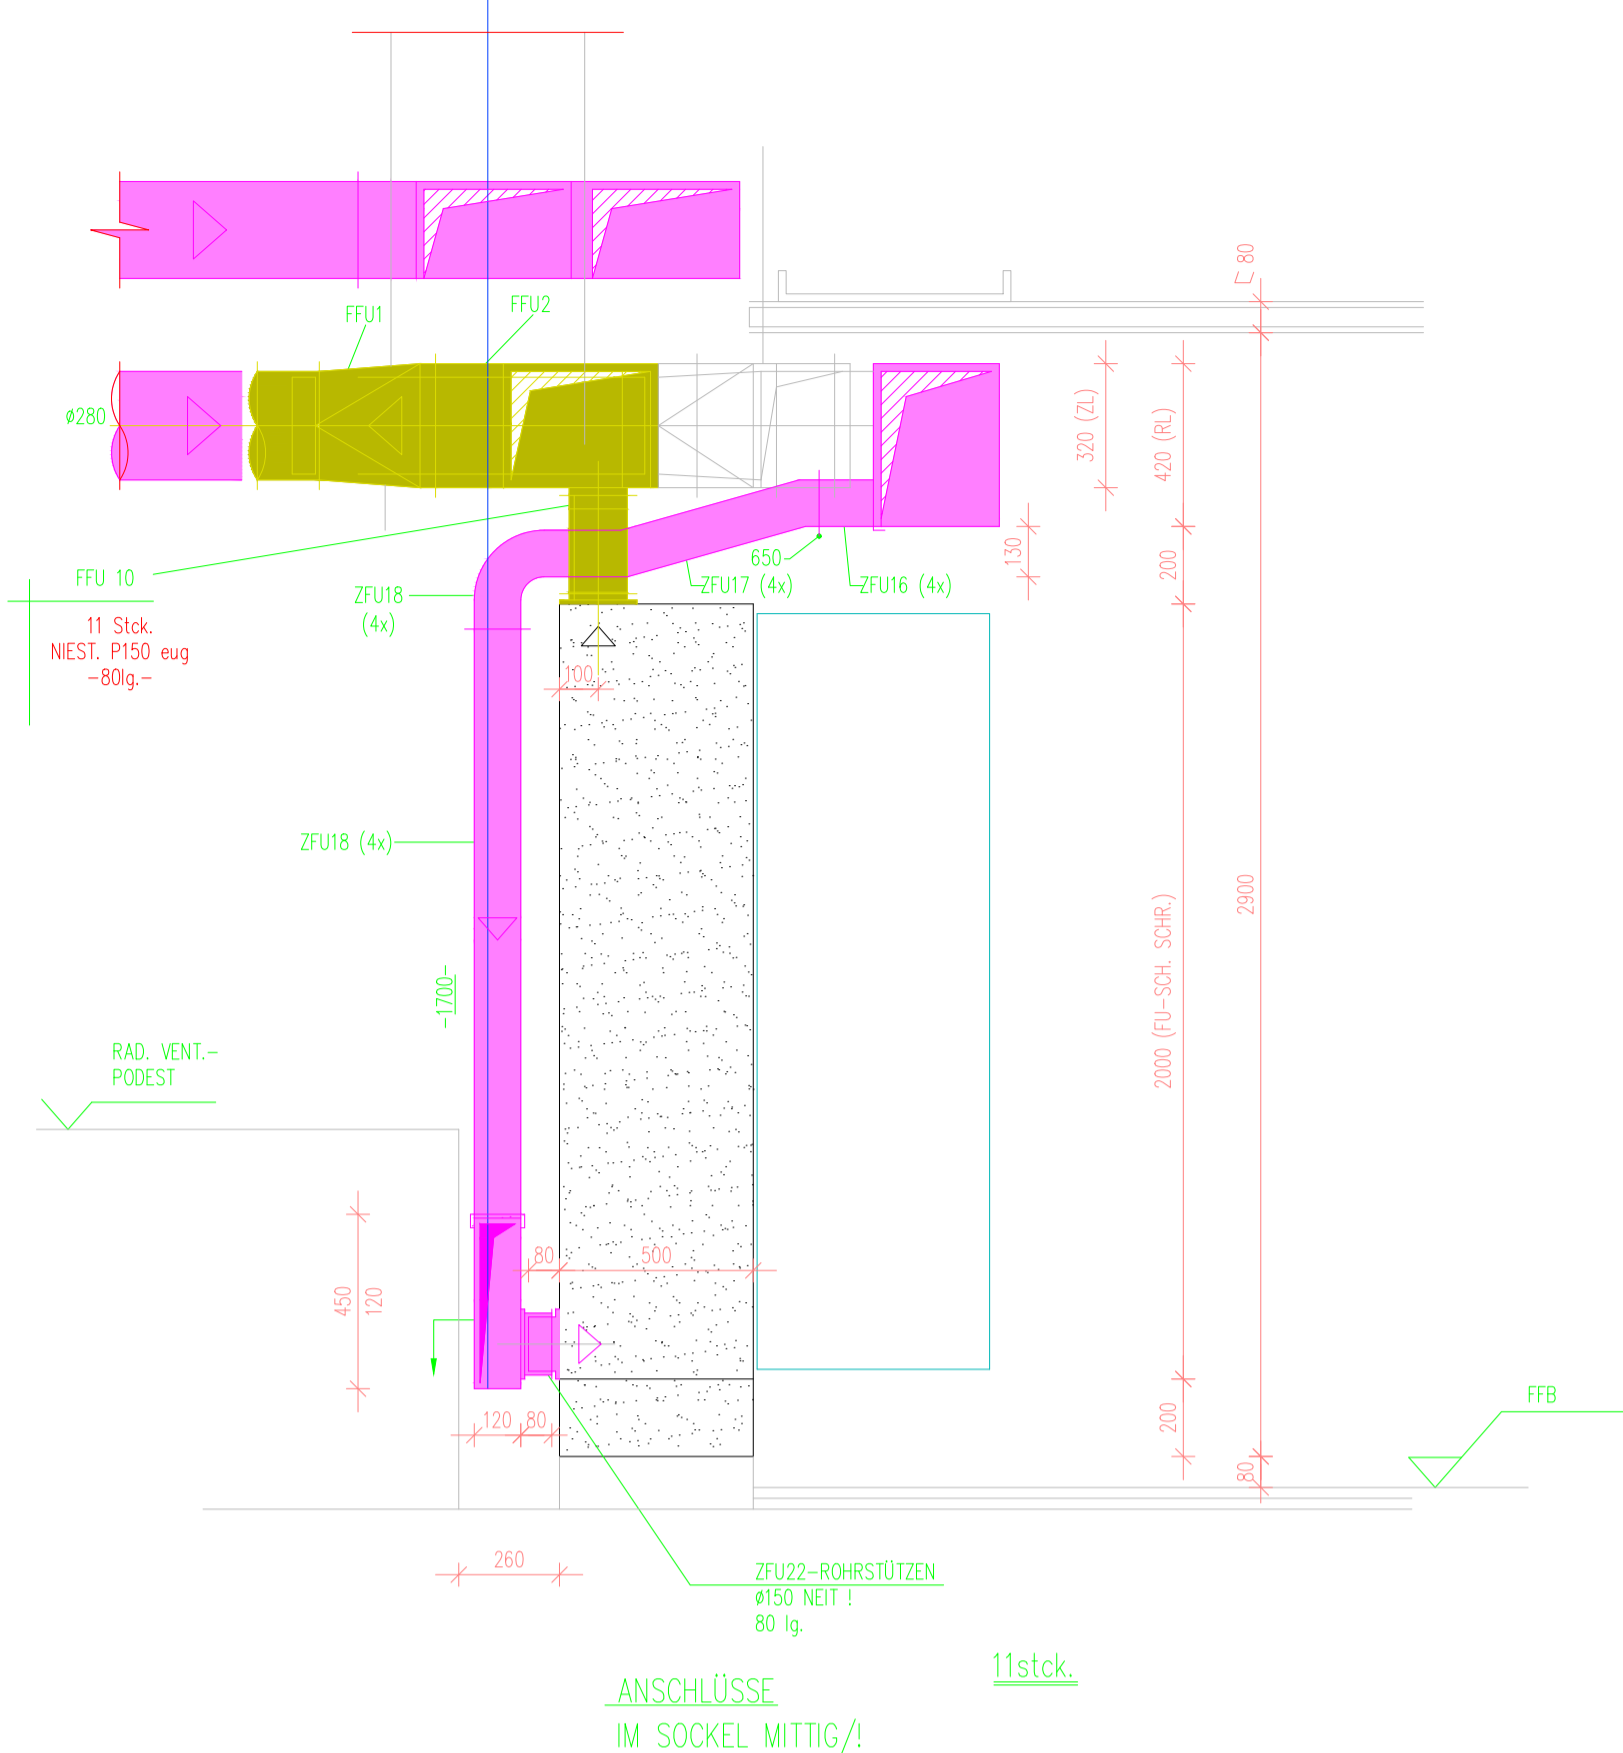 ⊏ 80
FFU1
FFU2
ø280
320 (ZL)
420 (RL)
130
200
650
ZFU17 (4x)
ZFU16 (4x)
FFU 10
11 Stck.
NIEST. P150 eug
-80lg.-
ZFU18
(4x)
100
ZFU18 (4x)
2900
2000 (FU-SCH. SCHR.)
-1700-
RAD. VENT.-
PODEST
80
500
450
120
120
80
200
FFB
80
260
ZFU22-ROHRSTÜTZEN
ø150 NEIT !
80 lg.
11stck.
ANSCHLÜSSE
IM SOCKEL MITTIG/!